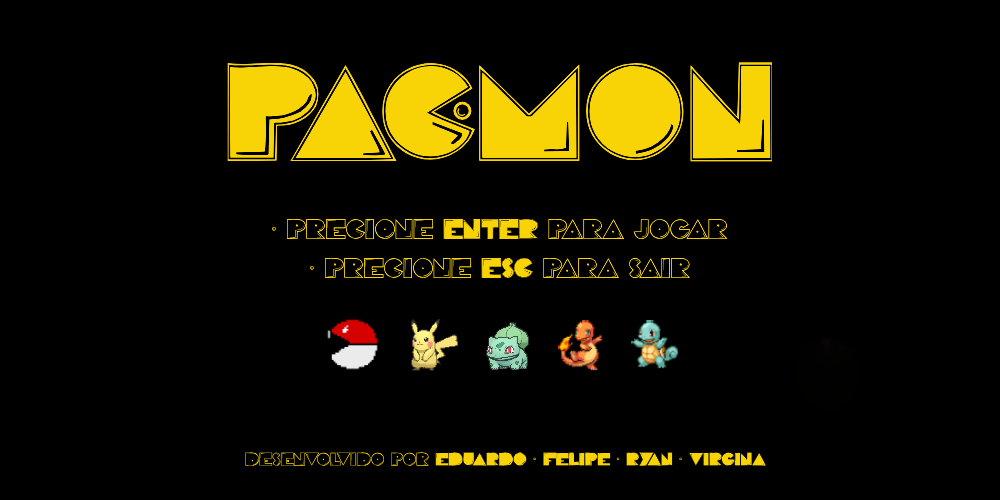 PACMON
· PRECIONE ENTER PARA JOGAR
· PRECIONE ESC PARA SAIR
DESENVOLVIDO POR EDUARDO · FELIPE · RYAN · VIRGINA